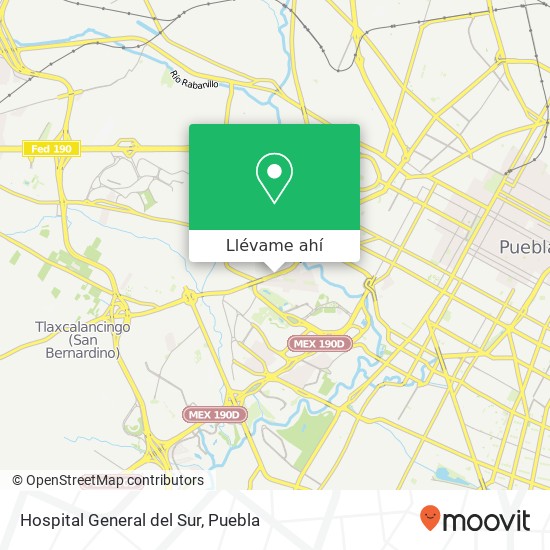 Río Rabanillo
Fed 190
Llévame ahí
Puebla
Tlaxcalancingo
(San
Bernardino)
MEX 190D
MEX 190D
© OpenStreetMap contributors
Hospital General del Sur, Puebla
moovit